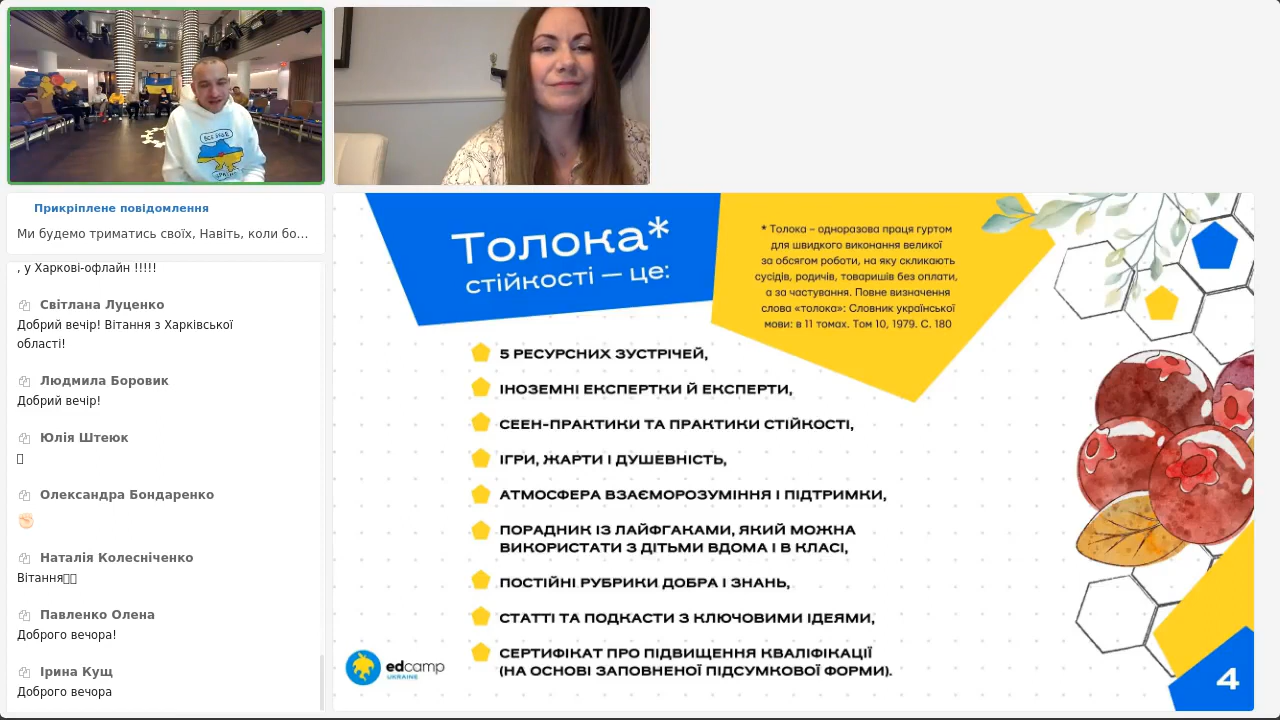 ВСЕ БУДЕ
Прикріплене повідомлення
Ми будемо триматись своїх, Навіть, коли бо...
, у Харкові-офлайн !!!!!
Світлана Луценко
Добрий вечір! Вітання з Харківської
області!
Людмила Боровик
Добрий вечір!
Юлія Штеюк
Олександра Бондаренко
Наталія Колесніченко
Вітання
Павленко Олена
Доброго вечора!
Ірина Кущ
Доброго вечора
Толока*
стійкості — це:
* Толока – одноразова праця гуртом
для швидкого виконання великої
за обсягом роботи, на яку скликають
сусідів, родичів, товаришів без оплати,
а за частування. Повне визначення
слова «толока»: Словник української
мови: в 11 томах. Том 10, 1979. С. 180
5 РЕСУРСНИХ ЗУСТРІЧЕЙ,
ІНОЗЕМНІ ЕКСПЕРТКИ Й ЕКСПЕРТИ,
СЕЕН-ПРАКТИКИ ТА ПРАКТИКИ СТІЙКОСТІ,
ІГРИ, ЖАРТИ І ДУШЕВНІСТЬ,
АТМОСФЕРА ВЗАЄМОРОЗУМІННЯ І ПІДТРИМКИ,
ПОРАДНИК ІЗ ЛАЙФГАКАМИ, ЯКИЙ МОЖНА
ВИКОРИСТАТИ З ДІТЬМИ ВДОМА І В КЛАСІ,
ПОСТІЙНІ РУБРИКИ ДОБРА І ЗНАНЬ,
СТАТТІ ТА ПОДКАСТИ З КЛЮЧОВИМИ ІДЕЯМИ,
СЕРТИФІКАТ ПРО ПІДВИЩЕННЯ КВАЛІФІКАЦІЇ
(НА ОСНОВІ ЗАПОВНЕНОЇ ПІДСУМКОВОЇ ФОРМИ).
edcamp
UKRAINE
4